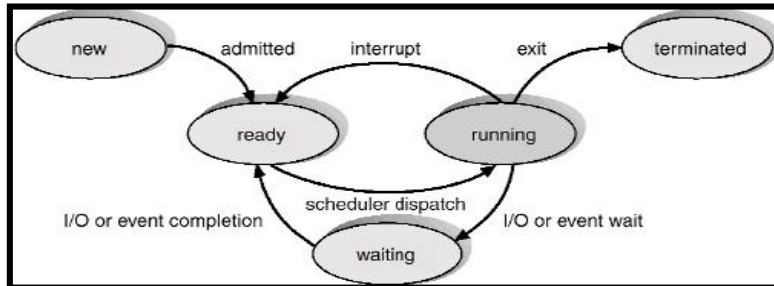 new
admitted
interrupt
exit
terminated
ready
running
scheduler dispatch
I/O or event completion
I/O or event wait
waiting